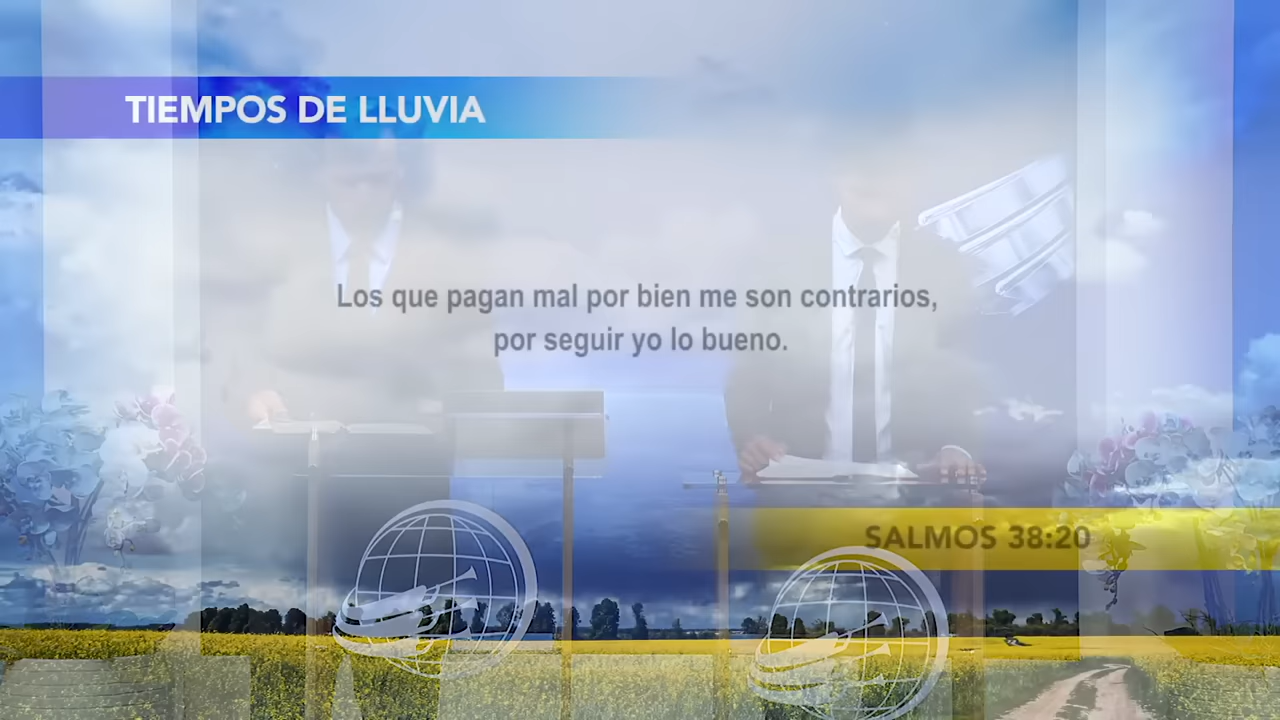 TIEMPOS DE LLUVIA
Los que pagan mal por bien me son contrarios,
por seguir yo lo bueno.
SALMOS 38:20